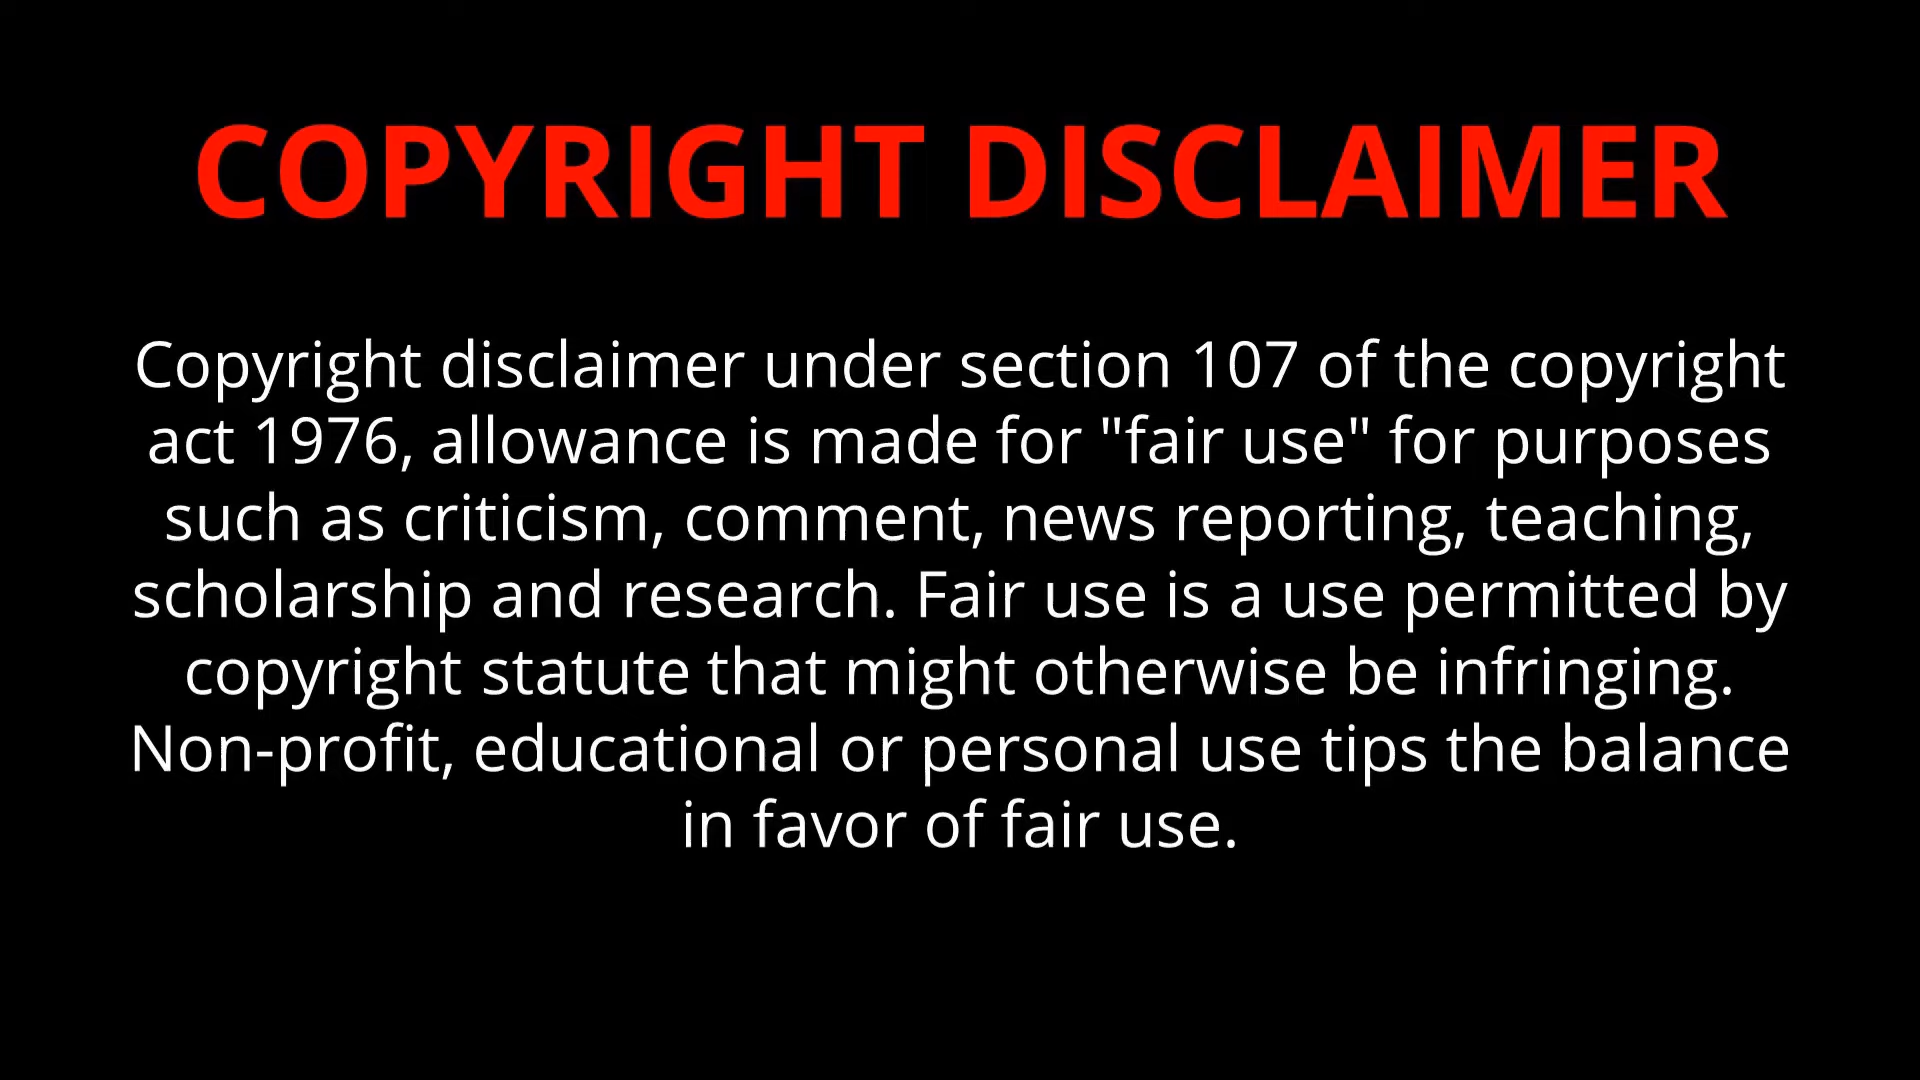 COPYRIGHT DISCLAIMER
Copyright disclaimer under section 107 of the copyright
act 1976, allowance is made for "fair use" for purposes
such as criticism, comment, news reporting, teaching,
scholarship and research. Fair use is a use permitted by
copyright statute that might otherwise be infringing.
Non-profit, educational or personal use tips the balance
in favor of fair use.